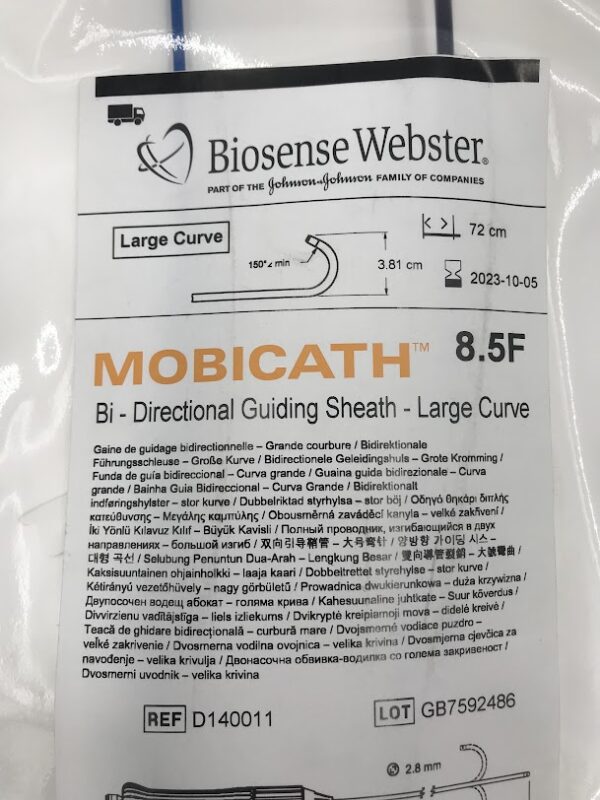 Biosense Webster®
PART OF THE Johnson & Johnson FAMILY OF COMPANIES
Large Curve
150°∠ min
3.81 cm
72 cm
2023-10-05
MOBICATH™ 8.5F
Bi - Directional Guiding Sheath - Large Curve
Gaine de guidage bidirectionnelle – Grande courbure / Bidirektionale
Führungsschleuse – Große Kurve / Bidirectionele Geleidingshuls – Grote Kromming /
Funda de guía bidireccional – Curva grande / Guaina guida bidirezionale – Curva
grande / Bainha Guia Bidireccional – Curva Grande / Bidirektionalt
indføringshylster – stor kurve / Dubbelriktad styrhylsa – stor böj / Οδηγό θηκάρι διπλής
κατεύθυνσης – Μεγάλης καμπύλης / Obousměrná zaváděcí kanyla – velké zakřivení /
İki Yönlü Kılavuz Kılıf – Büyük Kavisli / Полный проводник, изгибающийся в двух
направлениях – большой изгиб / 双向引导鞘管 – 大号弯针 / 양방향 가이딩 시스 –
대형 곡선 / Selubung Penuntun Dua-Arah – Lengkung Besar / 雙向導管裂鞘 – 大號彎曲 /
Kaksisuuntainen ohjainholkki – laaja kaari / Dobbeltrettet styrehylse – stor kurve /
Kétirányú vezetőhüvely – nagy görbületű / Prowadnica dwukierunkowa – duża krzywizna /
Двупосочен водещ абокат – голяма крива / Kahesuunaline juhtkate – Suur kõverdus /
Divvirzienu vadītājstīga – liels izliekums / Dvikryptė kreipiamoji mova – didelė kreivė /
Teacă de ghidare bidirecțională – curbură mare / Dvojsmerné vodiace puzdro –
veľké zakrivenie / Dvosmerna vodilna ovojnica – velika krivina / Dvosmjerna cjevčica za
navođenje – velika krivulja / Двонасочна обвивка-водилка со голема закривеност /
Dvosmerni uvodnik – velika krivina
REF D140011
LOT GB7592486
2.8 mm